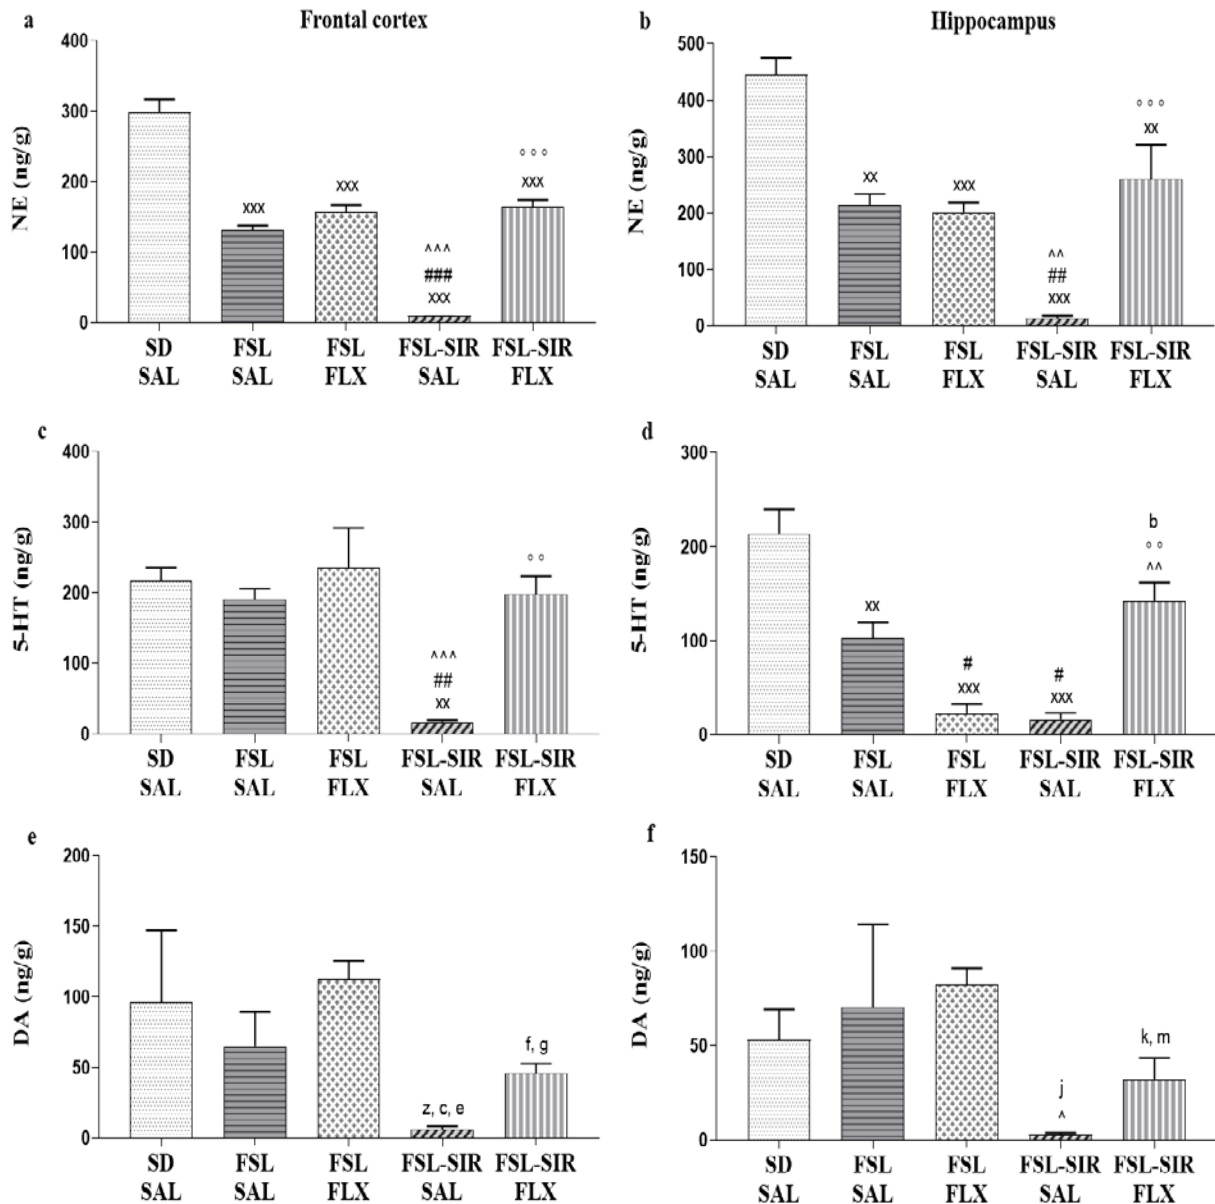 a
Frontal cortex
400
300
200
100
0
NE (ng/g)
xxx
xxx
^^^
###
xxx
°°°
xxx
SD FSL FSL FSL-SIR FSL-SIR
SAL SAL FLX SAL FLX
b
Hippocampus
500
400
300
200
100
0
NE (ng/g)
xx
xxx
^^
##
xxx
°°°
xx
SD FSL FSL FSL-SIR FSL-SIR
SAL SAL FLX SAL FLX
c
400
300
200
100
0
5-HT (ng/g)
^^^
##
xx
°°
SD FSL FSL FSL-SIR FSL-SIR
SAL SAL FLX SAL FLX
d
300
200
100
0
5-HT (ng/g)
xx
#
xxx
#
xxx
b
°°
^^
SD FSL FSL FSL-SIR FSL-SIR
SAL SAL FLX SAL FLX
e
200
150
100
50
0
DA (ng/g)
z, c, e
f, g
SD FSL FSL FSL-SIR FSL-SIR
SAL SAL FLX SAL FLX
f
150
100
50
0
DA (ng/g)
j
^
k, m
SD FSL FSL FSL-SIR FSL-SIR
SAL SAL FLX SAL FLX